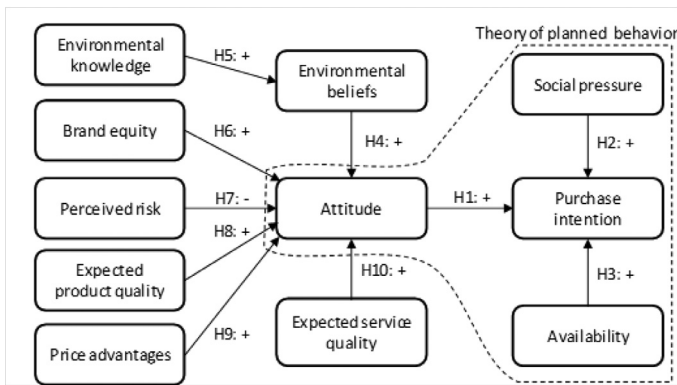 Theory of planned behavior
Environmental
knowledge
H5: +
Environmental
beliefs
Social pressure
Brand equity
H6: +
H4: +
H2: +
Perceived risk
H7: -
Attitude
H1: +
Purchase
intention
H8: +
Expected
product quality
H10: +
H3: +
Price advantages
H9: +
Expected service
quality
Availability